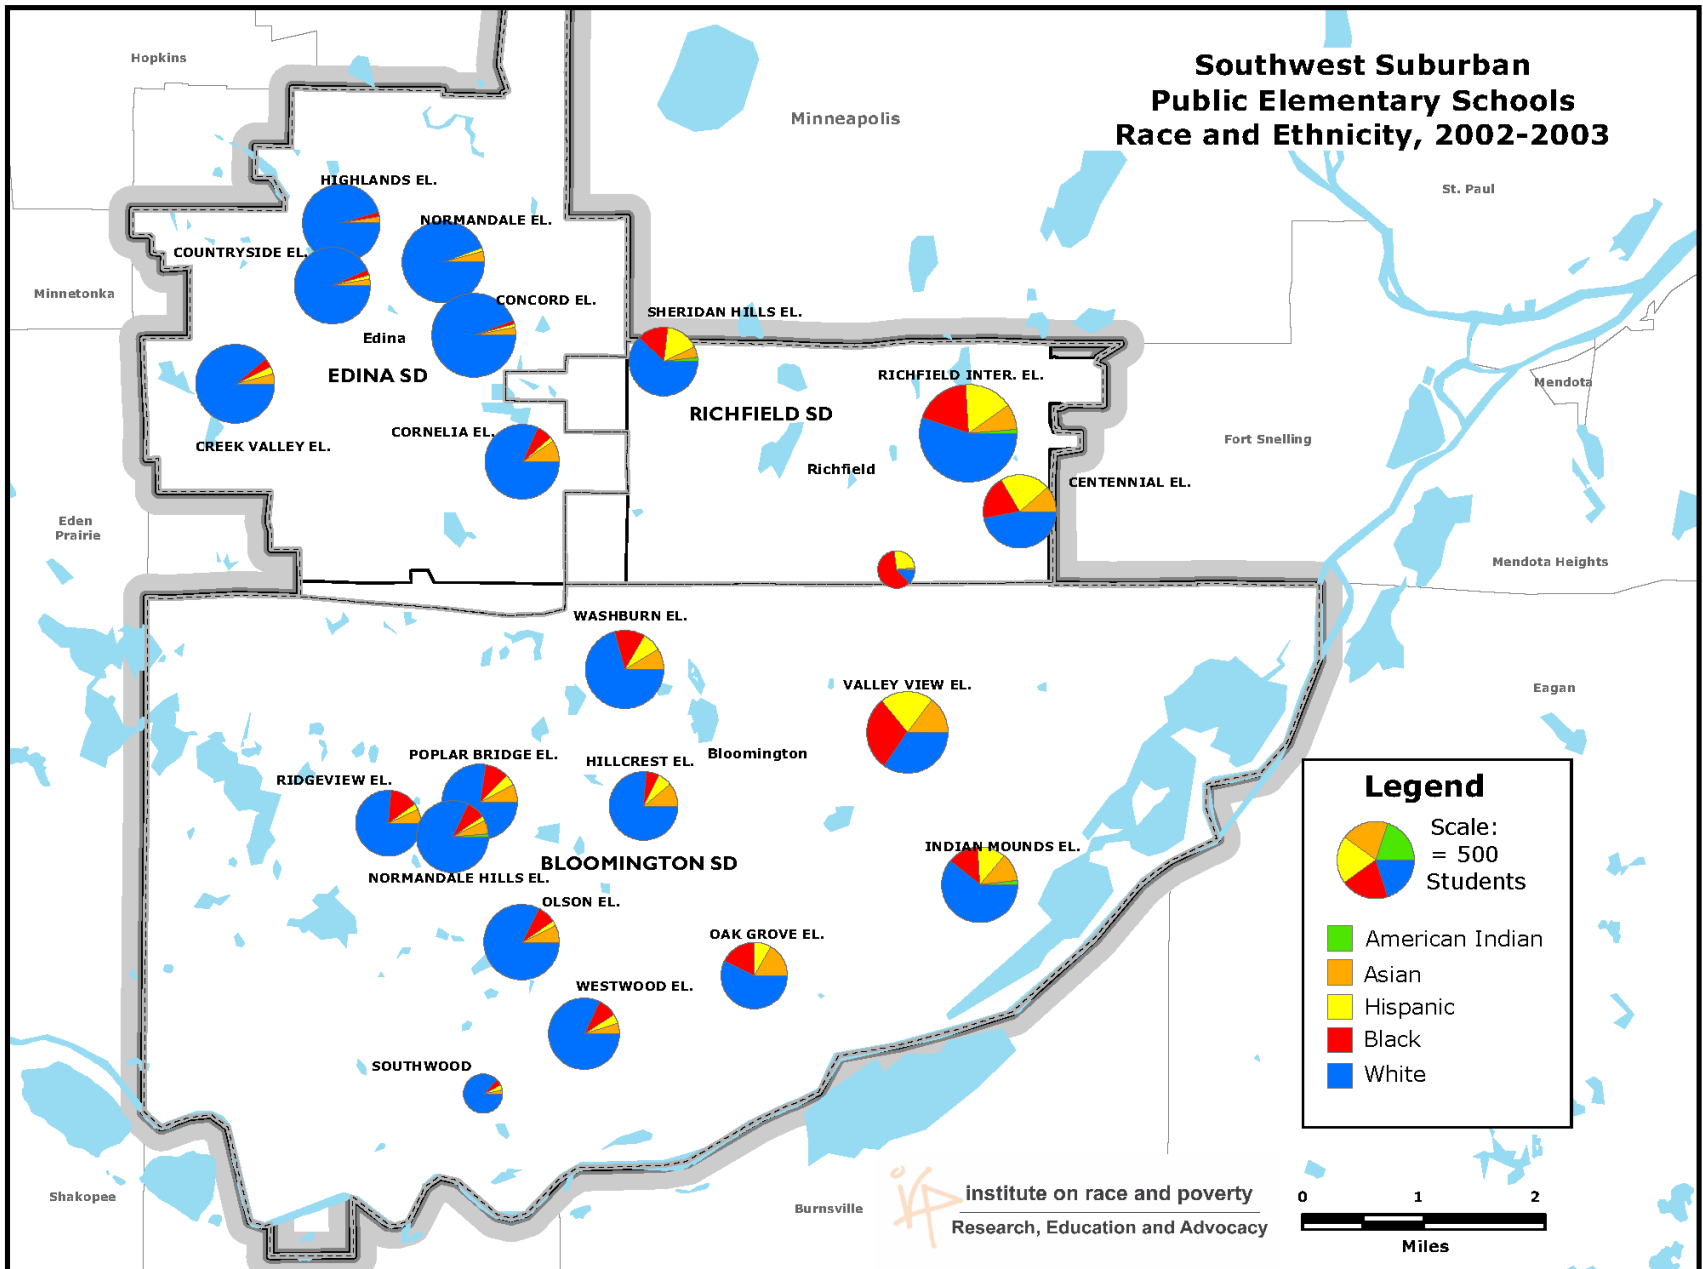 Southwest Suburban
Public Elementary Schools
Race and Ethnicity, 2002-2003
Hopkins
Minneapolis
St. Paul
HIGHLANDS EL.
NORMANDALE EL.
COUNTRYSIDE EL.
Minnetonka
CONCORD EL.
SHERIDAN HILLS EL.
Edina
EDINA SD
RICHFIELD INTER. EL.
Mendota
RICHFIELD SD
CORNELIA EL.
CREEK VALLEY EL.
Fort Snelling
Richfield
CENTENNIAL EL.
Eden
Prairie
Mendota Heights
WASHBURN EL.
VALLEY VIEW EL.
Eagan
POPLAR BRIDGE EL.
HILLCREST EL.
Bloomington
RIDGEVIEW EL.
INDIAN MOUNDS EL.
BLOOMINGTON SD
NORMANDALE HILLS EL.
OLSON EL.
OAK GROVE EL.
WESTWOOD EL.
SOUTHWOOD
Legend
Scale:
= 500
Students
American Indian
Asian
Hispanic
Black
White
Shakopee
Burnsville
irp
institute on race and poverty
Research, Education and Advocacy
0 1 2
Miles